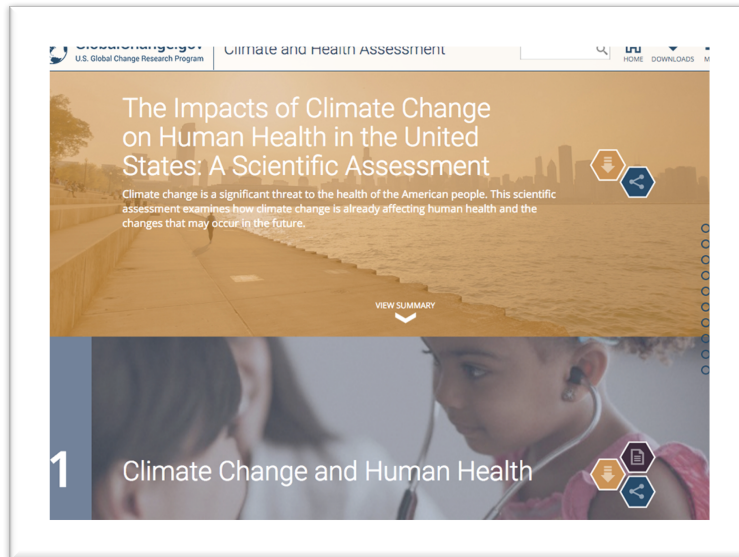 GlobalChange.gov
U.S. Global Change Research Program
Climate and Health Assessment
HOME DOWNLOADS
The Impacts of Climate Change
on Human Health in the United
States: A Scientific Assessment
Climate change is a significant threat to the health of the American people. This scientific
assessment examines how climate change is already affecting human health and the
changes that may occur in the future.
VIEW SUMMARY
1
Climate Change and Human Health